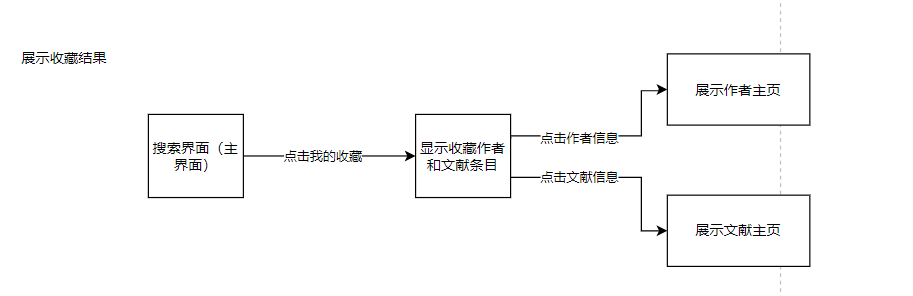 展示收藏结果
搜索界面（主
界面）
点击我的收藏
显示收藏作者
和文献条目
点击作者信息
点击文献信息
展示作者主页
展示文献主页